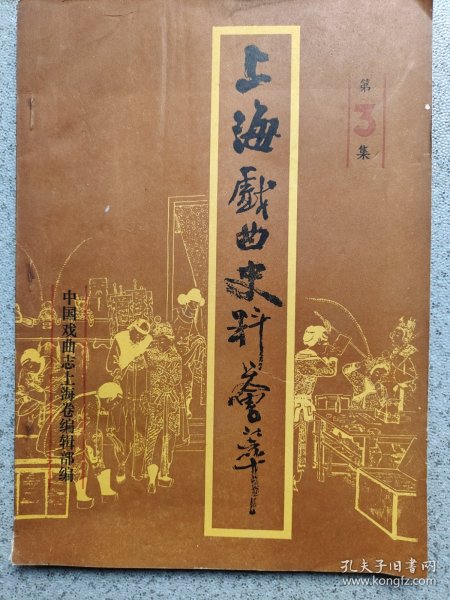 第
3
集
上海戲曲史料荟萃
中国戏曲志上海卷编辑部编
孔夫子旧书网
www.kongfz.com